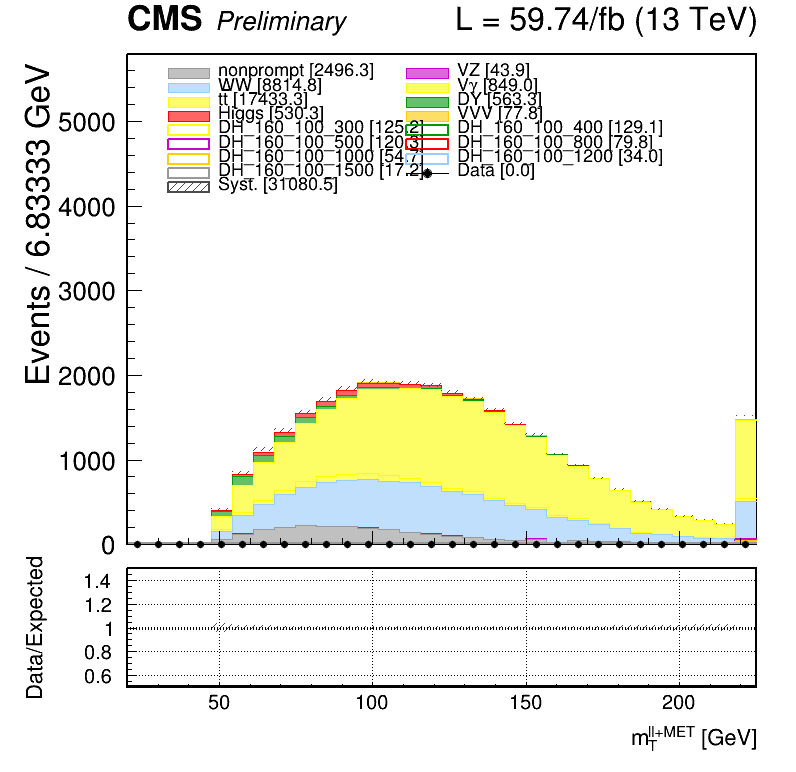 CMS Preliminary L = 59.74/fb (13 TeV)
Events / 6.83333 GeV
nonprompt [2496.3] VZ [43.9]
WW [8814.8] Vγ [849.0]
tt [17433.3] DY [563.3]
Higgs [530.3] VVV [77.8]
DH_160_100_300 [125.2] DH_160_100_400 [129.1]
DH_160_100_500 [120.3] DH_160_100_800 [79.8]
DH_160_100_1000 [54.7] DH_160_100_1200 [34.0]
DH_160_100_1500 [17.2] Data [0.0]
Syst. [31080.5]
5000
4000
3000
2000
1000
0
Data/Expected
1.4
1.2
1
0.8
0.6
50 100 150 200
m_T^ll+MET [GeV]